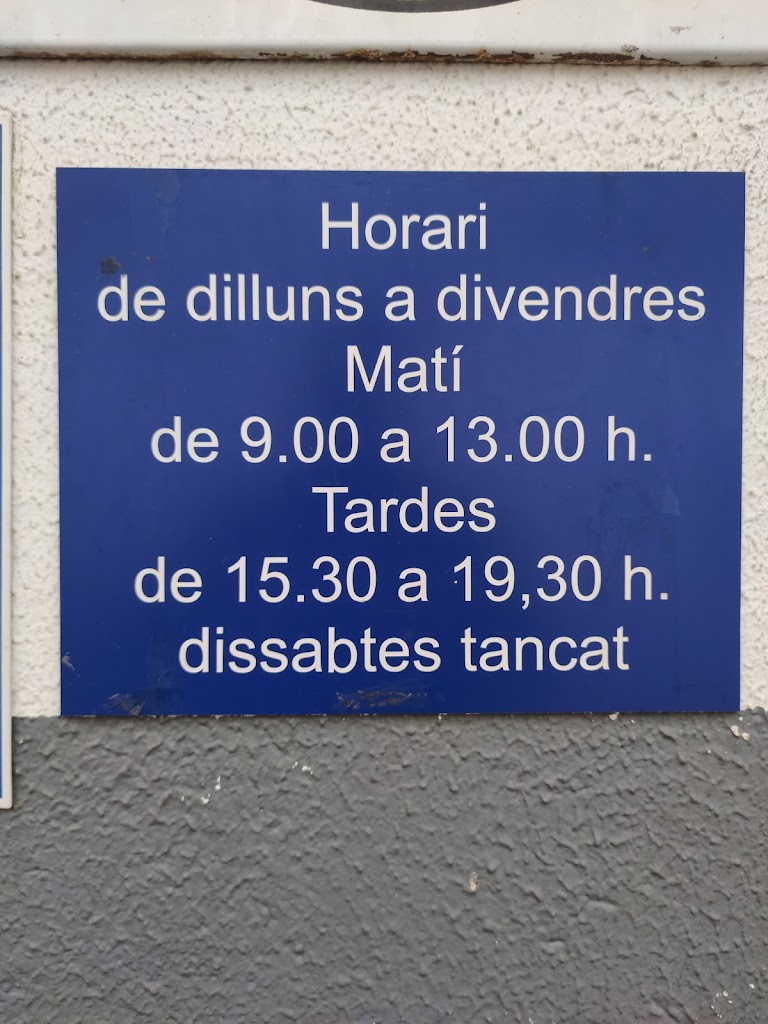 Horari
de dilluns a divendres
Matí
de 9.00 a 13.00 h.
Tardes
de 15.30 a 19,30 h.
dissabtes tancat